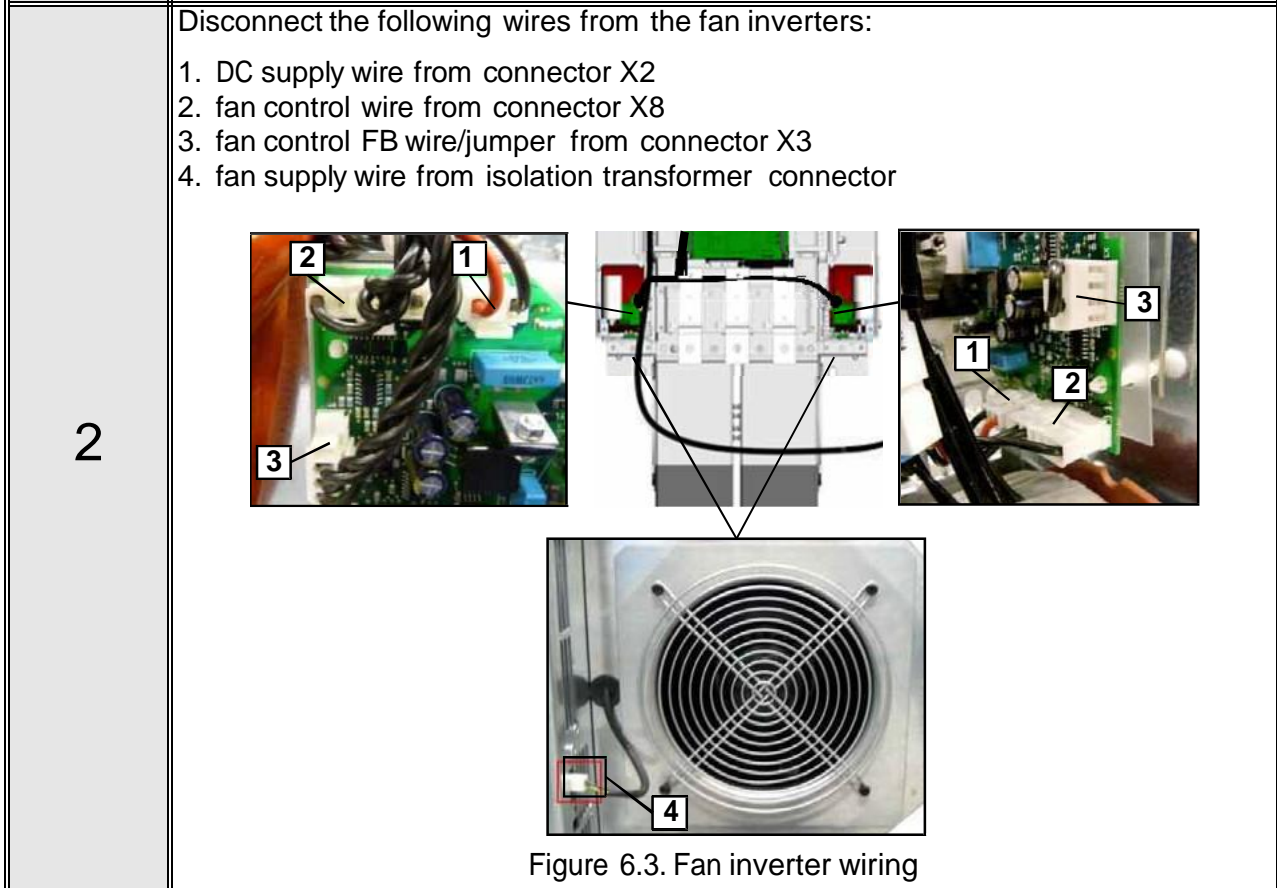 Disconnect the following wires from the fan inverters:
1. DC supply wire from connector X2
2. fan control wire from connector X8
3. fan control FB wire/jumper from connector X3
4. fan supply wire from isolation transformer connector
2
2
1
3
3
1
2
4
Figure 6.3. Fan inverter wiring